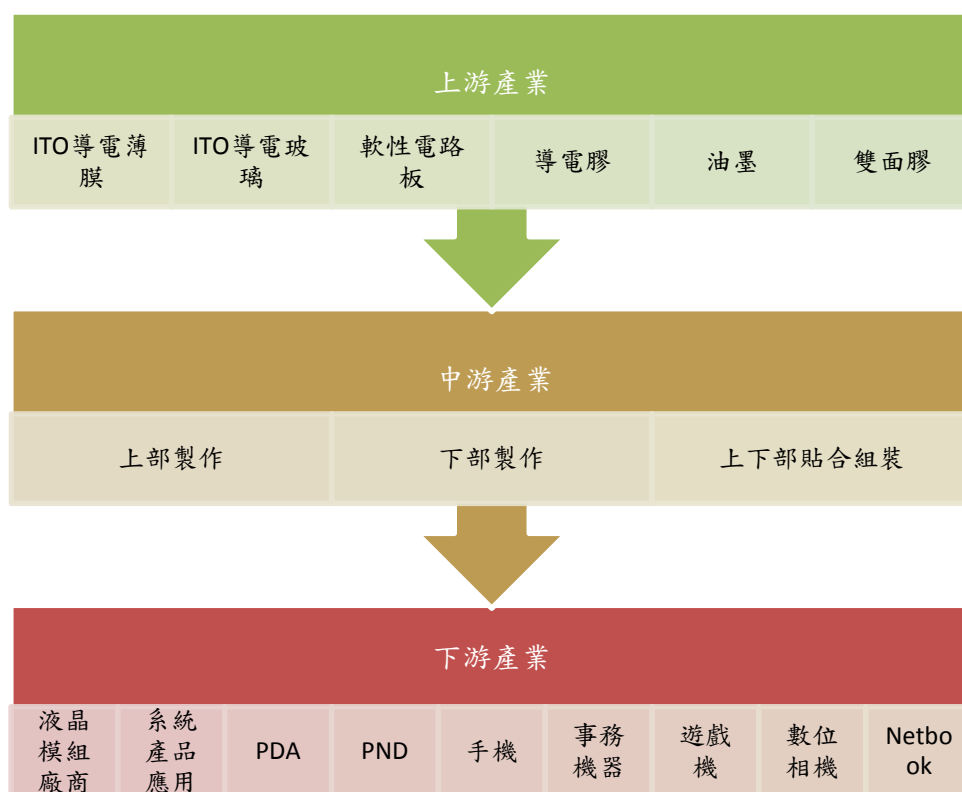 上游產業
ITO導電薄
膜
ITO導電玻
璃
軟性電路
板
導電膠
油墨
雙面膠
中游產業
上部製作
下部製作
上下部貼合組裝
下游產業
液晶
模組
廠商
系統
產品
應用
PDA
PND
手機
事務
機器
遊戲
機
數位
相機
Netbo
ok